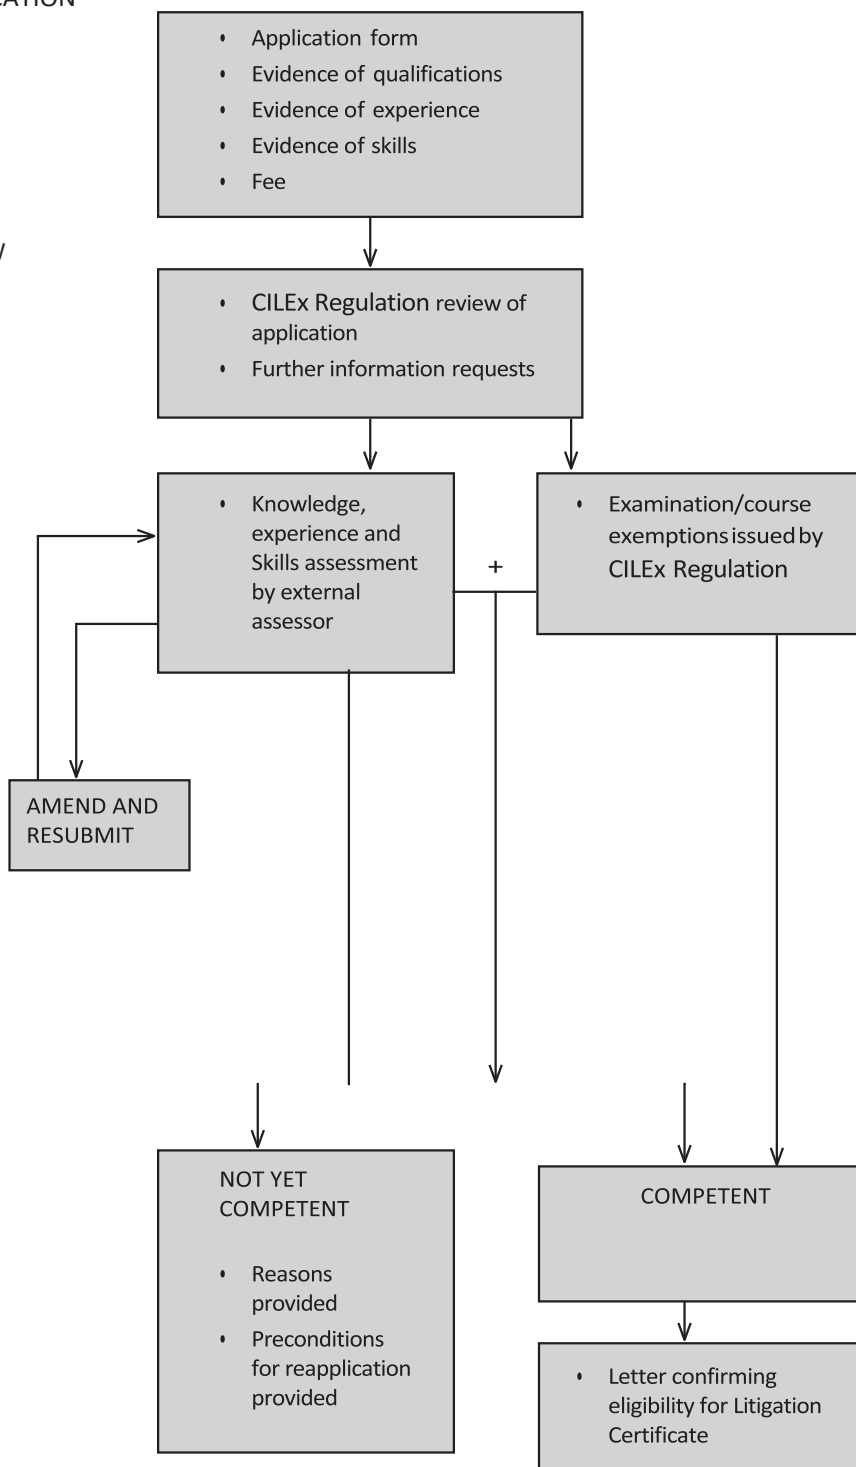 • Application form
• Evidence of qualifications
• Evidence of experience
• Evidence of skills
• Fee
• CILEx Regulation review of
application
• Further information requests
• Knowledge,
experience and
Skills assessment
by external
assessor
+
• Examination/course
exemptions issued by
CILEx Regulation
AMEND AND
RESUBMIT
NOT YET
COMPETENT
• Reasons
provided
• Preconditions
for reapplication
provided
COMPETENT
• Letter confirming
eligibility for Litigation
Certificate